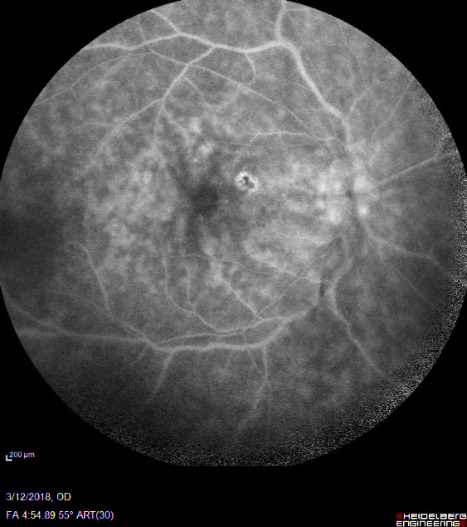 200 µm
3/12/2018, OD
FA 4:54.89 55° ART(30)
HEIDELBERG
ENGINEERING